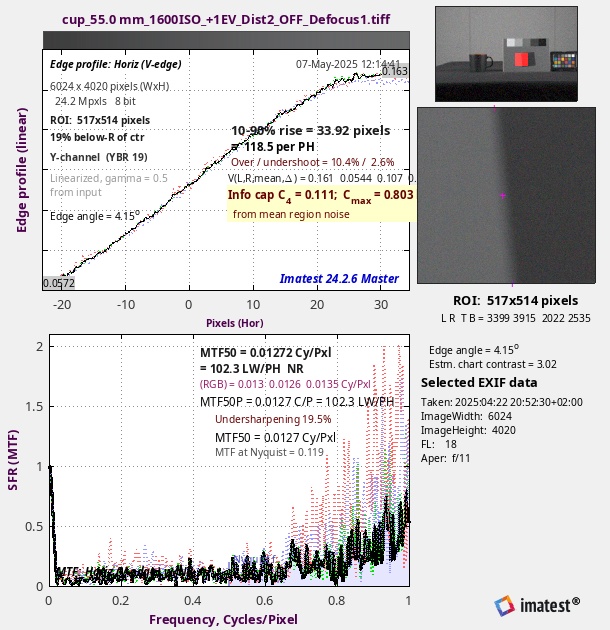 cup_55.0 mm_1600ISO_+1EV_Dist2_OFF_Defocus1.tiff
Edge profile: Horiz (V-edge)
07-May-2025 12:14:41
0.163
6024 x 4020 pixels (WxH)
24.2 Mpxls 8 bit
ROI: 517x514 pixels
19% below-R of ctr
Y-channel (YBR 19)
Linearized, gamma = 0.5
from input
Edge angle = 4.15°
10-90% rise = 33.92 pixels
= 118.5 per PH
Over / undershoot = 10.4% / 2.6%
V(L,R,mean,Δ) = 0.161 0.0544 0.107 0.
Info cap C4 = 0.111; Cmax = 0.803
from mean region noise
Edge profile (linear)
0.0572
Imatest 24.2.6 Master
-20 -10 0 10 20 30
Pixels (Hor)
ROI: 517x514 pixels
L R T B = 3399 3915 2022 2535
Edge angle = 4.15°
Estm. chart contrast = 3.02
Selected EXIF data
Taken: 2025:04:22 20:52:30+02:00
ImageWidth: 6024
ImageHeight: 4020
FL: 18
Aper: f/11
MTF50 = 0.01272 Cy/Pxl
= 102.3 LW/PH NR
(RGB) = 0.013 0.0126 0.0135 Cy/Pxl
MTF50P = 0.0127 C/P = 102.3 LW/PH
Undersharpening 19.5%
MTF50 = 0.0127 Cy/Pxl
MTF at Nyquist = 0.119
SFR (MTF)
2
1.5
1
0.5
0
0 0.2 0.4 0.6 0.8 1
Frequency, Cycles/Pixel
imatest®